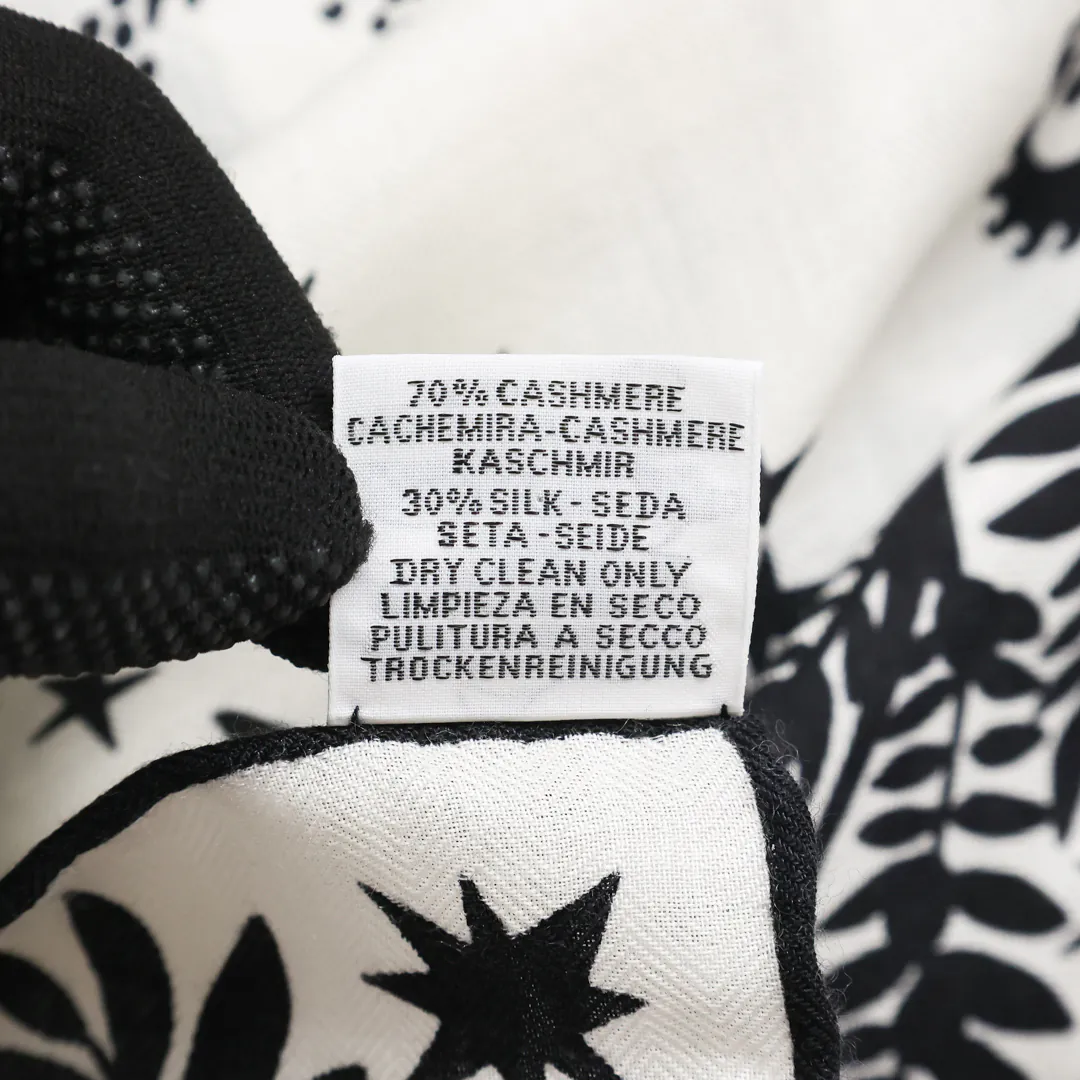 70% CASHMERE
CACHEMIRA-CASHMERE
KASCHMIR
30% SILK - SEDA
SETA - SEIDE
DRY CLEAN ONLY
LIMPIEZA EN SECO
PULITURA A SECCO
TROCKENREINIGUNG